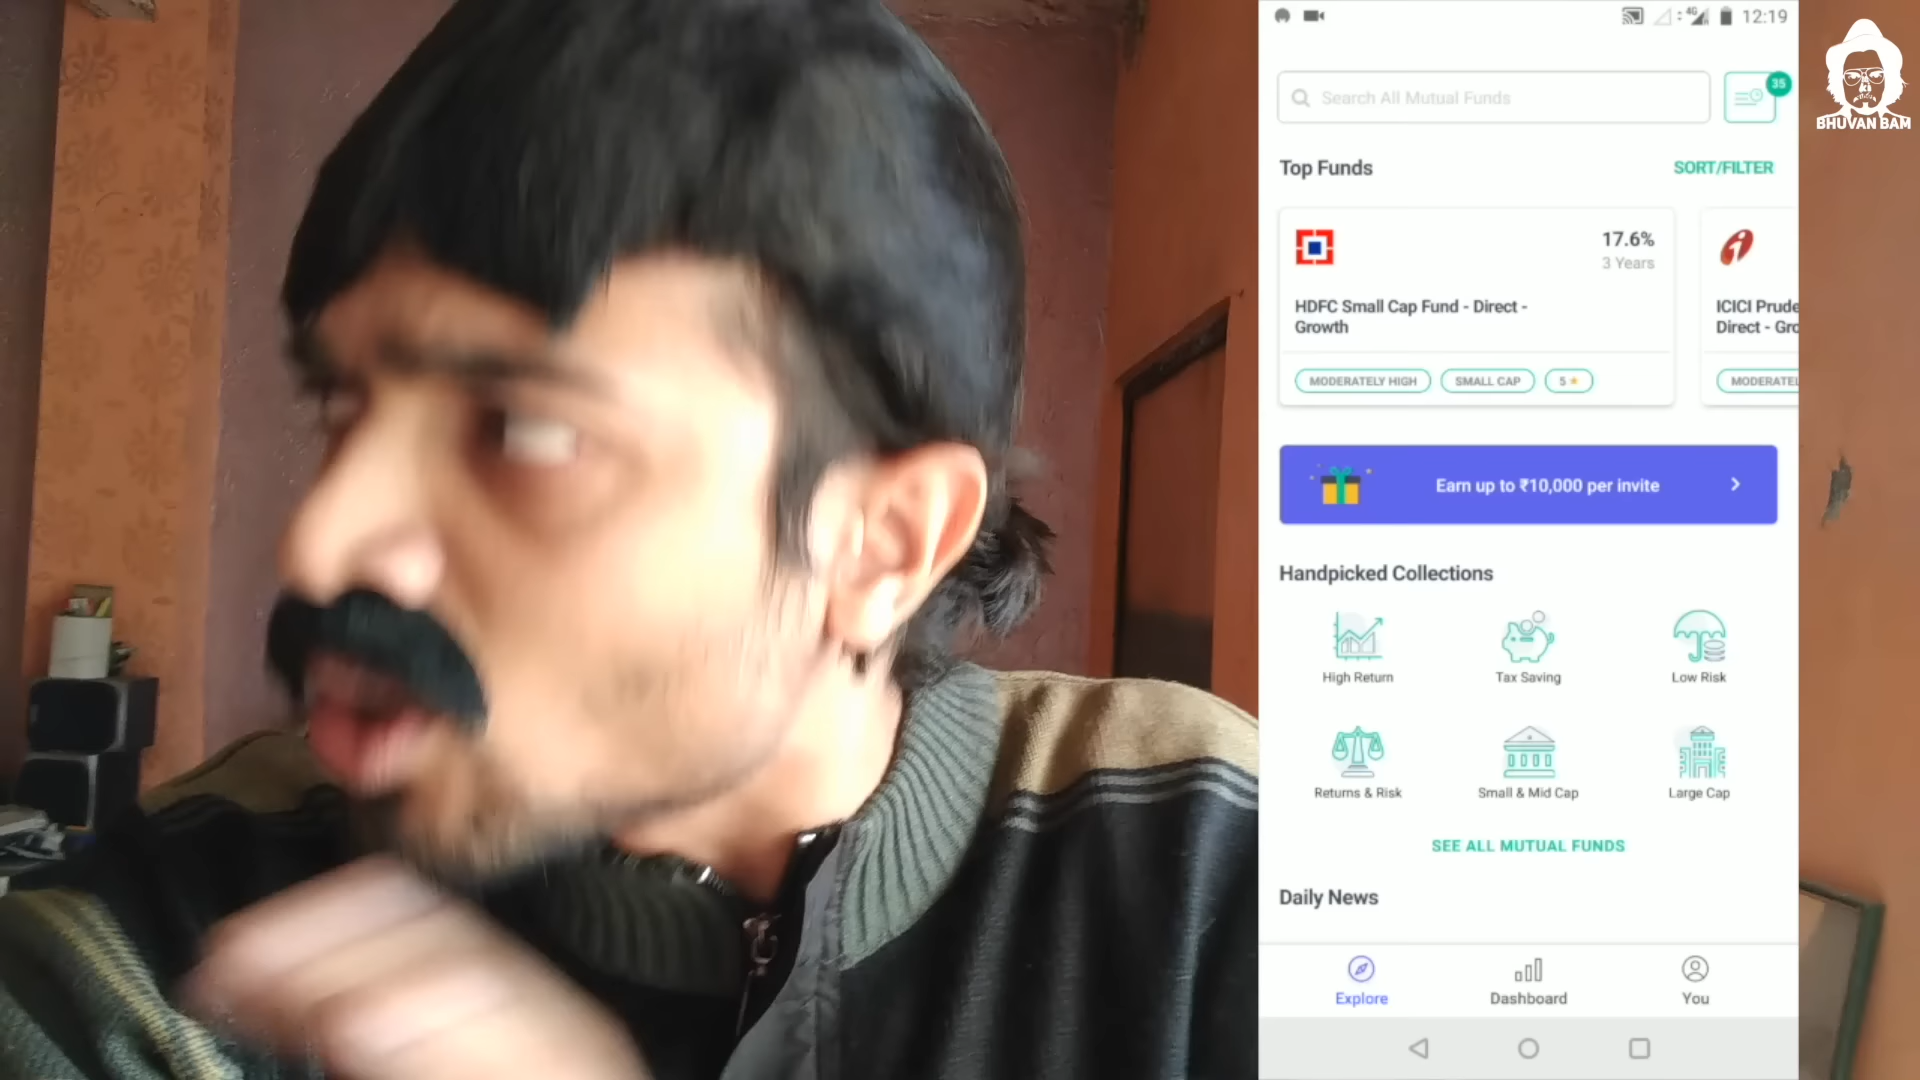 4G
12:19
BHUVAN BAM
Search All Mutual Funds
35
Top Funds
SORT/FILTER
17.6%
3 Years
HDFC Small Cap Fund - Direct -
Growth
MODERATELY HIGH
SMALL CAP
5
ICICI Prude
Direct - Gro
MODERATEL
Earn up to ₹10,000 per invite
Handpicked Collections
High Return
Tax Saving
Low Risk
Returns & Risk
Small & Mid Cap
Large Cap
SEE ALL MUTUAL FUNDS
Daily News
Explore
Dashboard
You